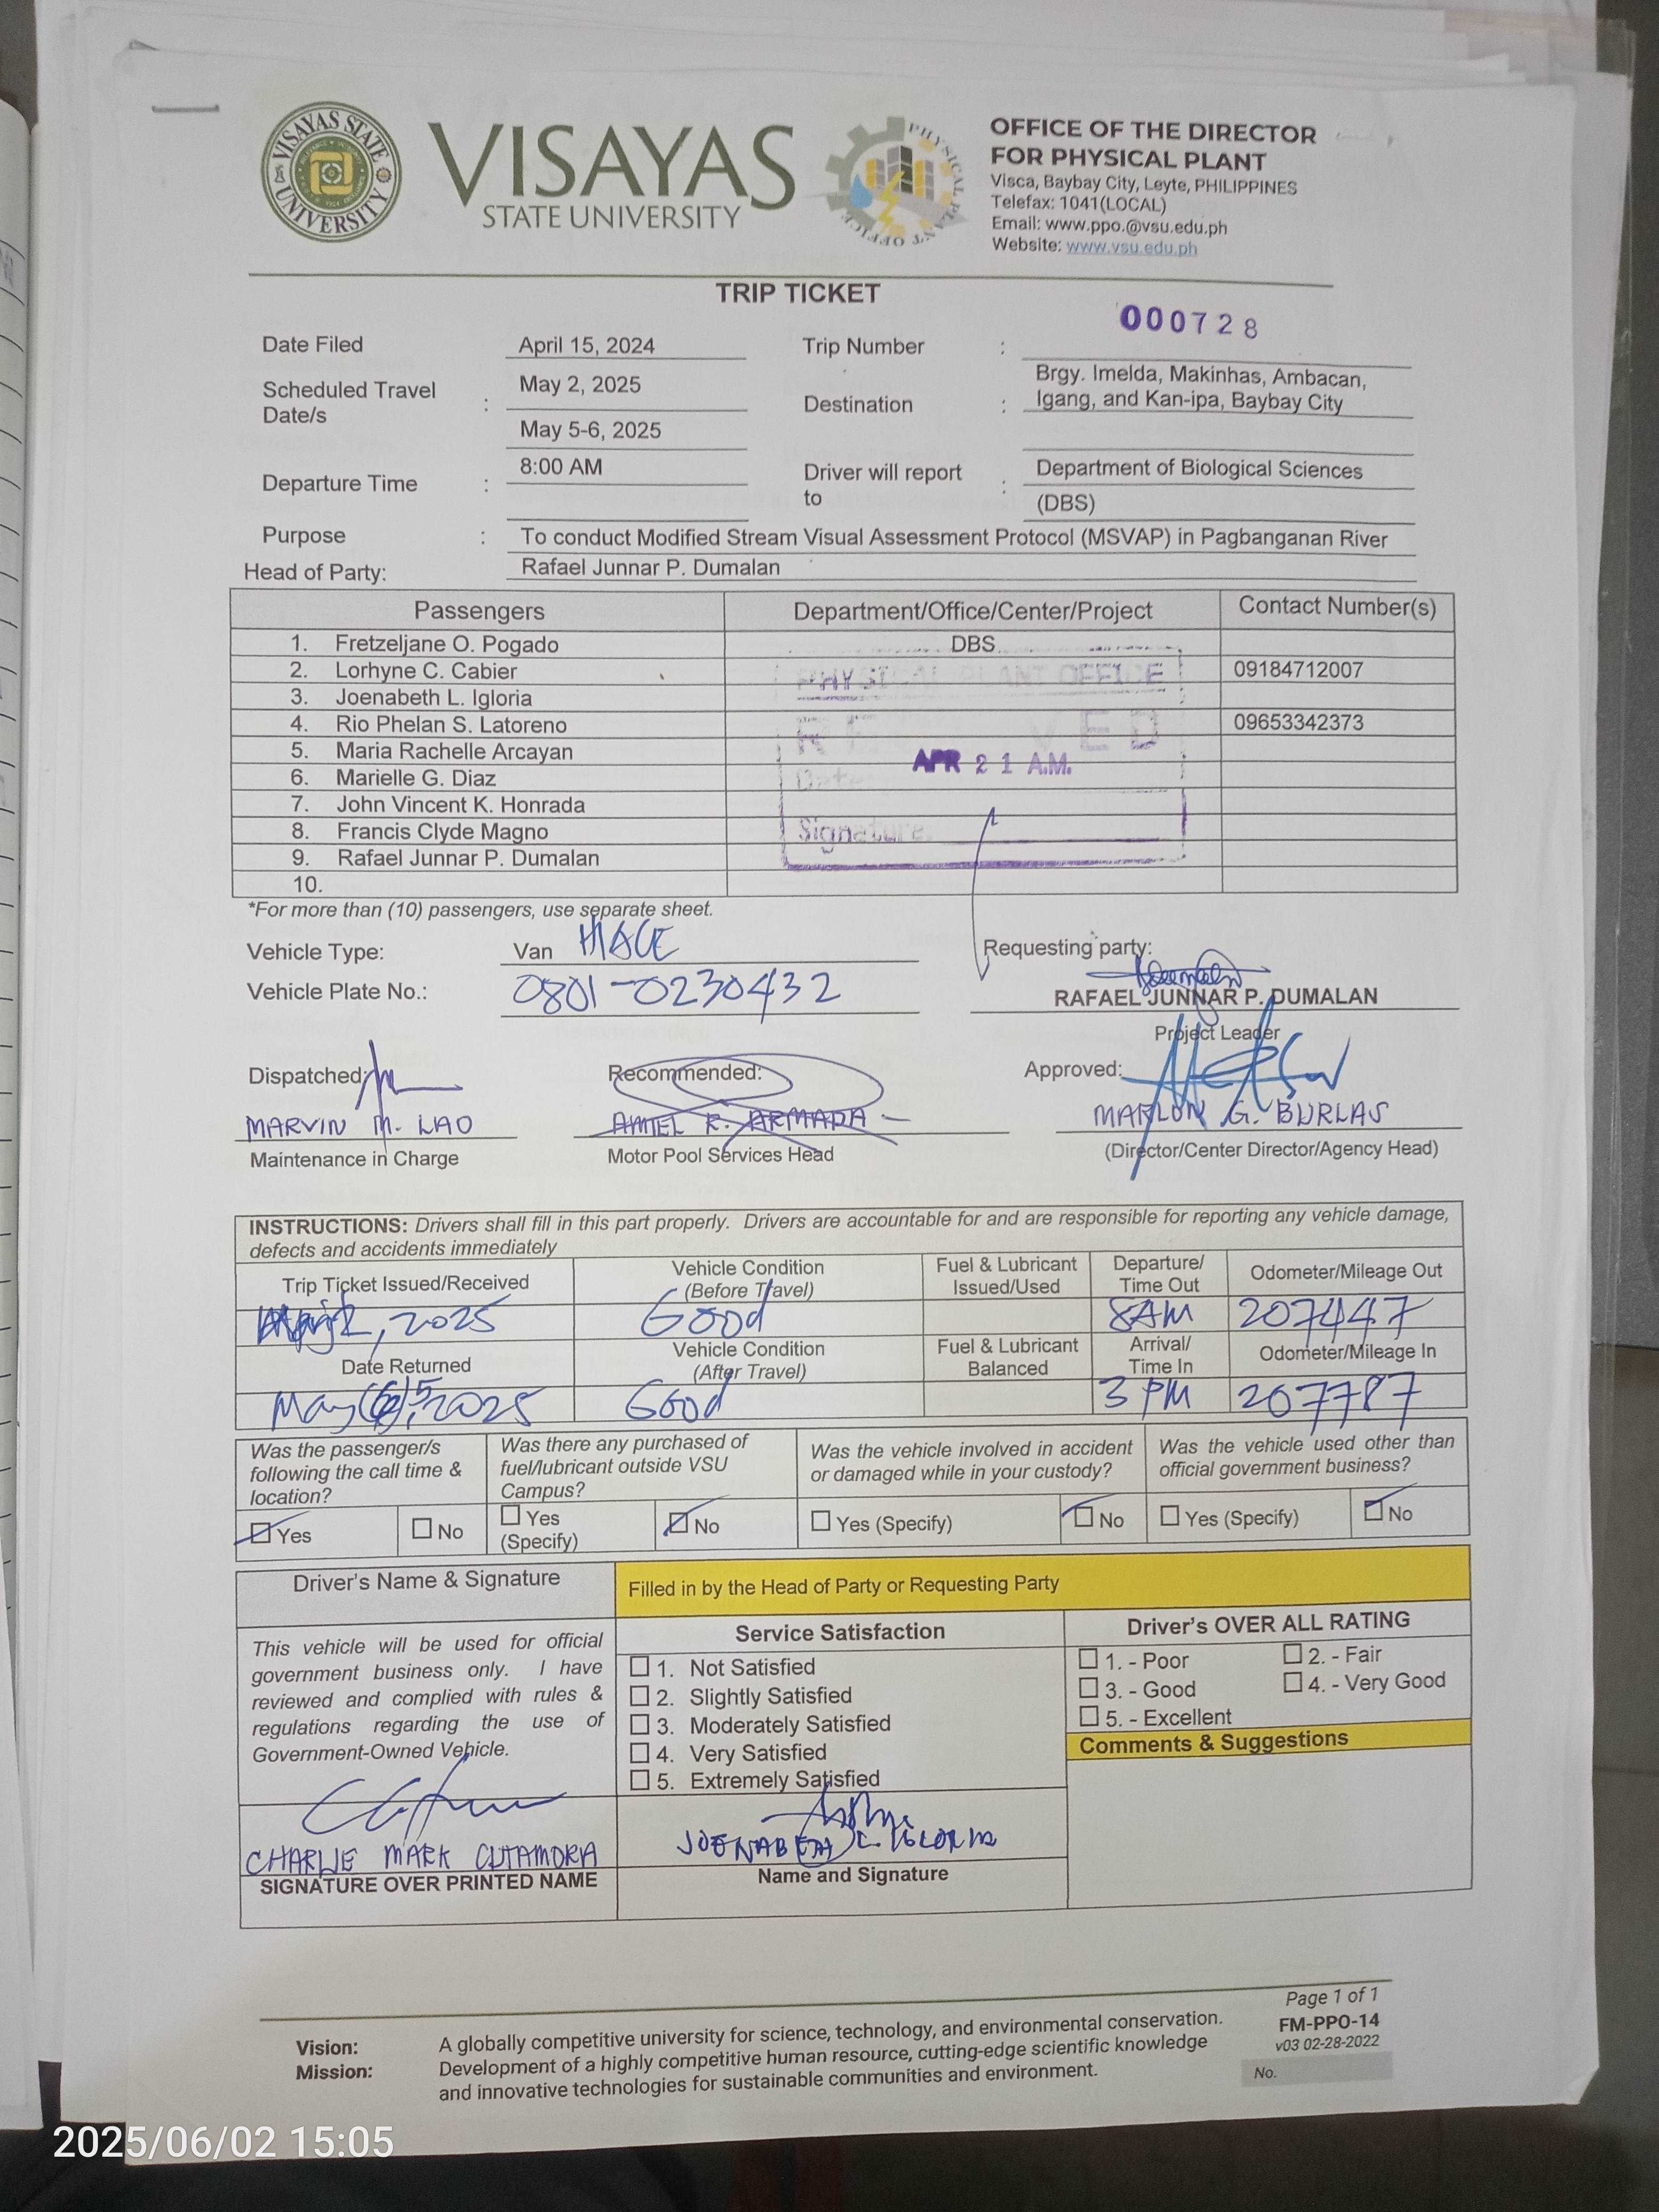 VISAYAS STATE UNIVERSITY
VISAYAS
STATE UNIVERSITY
PHYSICAL PLANT OFFICE
OFFICE OF THE DIRECTOR
FOR PHYSICAL PLANT
Visca, Baybay City, Leyte, PHILIPPINES
Telefax: 1041(LOCAL)
Email: www.ppo.@vsu.edu.ph
Website: www.vsu.edu.ph
TRIP TICKET
000728
Date Filed April 15, 2024 Trip Number :
Scheduled Travel Date/s : May 2, 2025 Destination : Brgy. Imelda, Makinhas, Ambacan,
Igang, and Kan-ipa, Baybay City
May 5-6, 2025
Departure Time : 8:00 AM Driver will report to : Department of Biological Sciences
(DBS)
Purpose : To conduct Modified Stream Visual Assessment Protocol (MSVAP) in Pagbanganan River
Head of Party: Rafael Junnar P. Dumalan
Passengers Department/Office/Center/Project Contact Number(s)
1. Fretzeljane O. Pogado DBS
2. Lorhyne C. Cabier 09184712007
3. Joenabeth L. Igloria
4. Rio Phelan S. Latoreno 09653342373
5. Maria Rachelle Arcayan
6. Marielle G. Diaz
7. John Vincent K. Honrada
8. Francis Clyde Magno
9. Rafael Junnar P. Dumalan
10.
PHYSICAL PLANT OFFICE
APR 21 A.M.
Date
Signature
*For more than (10) passengers, use separate sheet.
Vehicle Type: Van HIACE
Requesting party:
Vehicle Plate No.: 0801-0230432
RAFAEL JUNNAR P. DUMALAN
Project Leader
Dispatched: Recommended: Approved:
MARVIN M. LAO AMIEL R. ARMADA MARLON G. BURLAS
Maintenance in Charge Motor Pool Services Head (Director/Center Director/Agency Head)
INSTRUCTIONS: Drivers shall fill in this part properly. Drivers are accountable for and are responsible for reporting any vehicle damage,
defects and accidents immediately
Trip Ticket Issued/Received Vehicle Condition (Before Travel) Fuel & Lubricant Issued/Used Departure/ Time Out Odometer/Mileage Out
, 2025 Good 8AM 207447
Date Returned Vehicle Condition (After Travel) Fuel & Lubricant Balanced Arrival/ Time In Odometer/Mileage In
May 5, 2025 Good 3 PM 207787
Was the passenger/s following the call time & location?
Was there any purchased of fuel/lubricant outside VSU Campus?
Was the vehicle involved in accident or damaged while in your custody?
Was the vehicle used other than official government business?
Yes No Yes (Specify) No Yes (Specify) No Yes (Specify) No
Driver's Name & Signature
Filled in by the Head of Party or Requesting Party
This vehicle will be used for official
government business only. I have
reviewed and complied with rules &
regulations regarding the use of
Government-Owned Vehicle.
CHARLIE MARK CUTAMORA
SIGNATURE OVER PRINTED NAME
Service Satisfaction
1. Not Satisfied
2. Slightly Satisfied
3. Moderately Satisfied
4. Very Satisfied
5. Extremely Satisfied
JOENABETH L. IGLORIA
Name and Signature
Driver's OVER ALL RATING
1. - Poor 2. - Fair
3. - Good 4. - Very Good
5. - Excellent
Comments & Suggestions
Vision: A globally competitive university for science, technology, and environmental conservation.
Mission: Development of a highly competitive human resource, cutting-edge scientific knowledge
and innovative technologies for sustainable communities and environment.
Page 1 of 1
FM-PPO-14
v03 02-28-2022
No.
2025/06/02 15:05